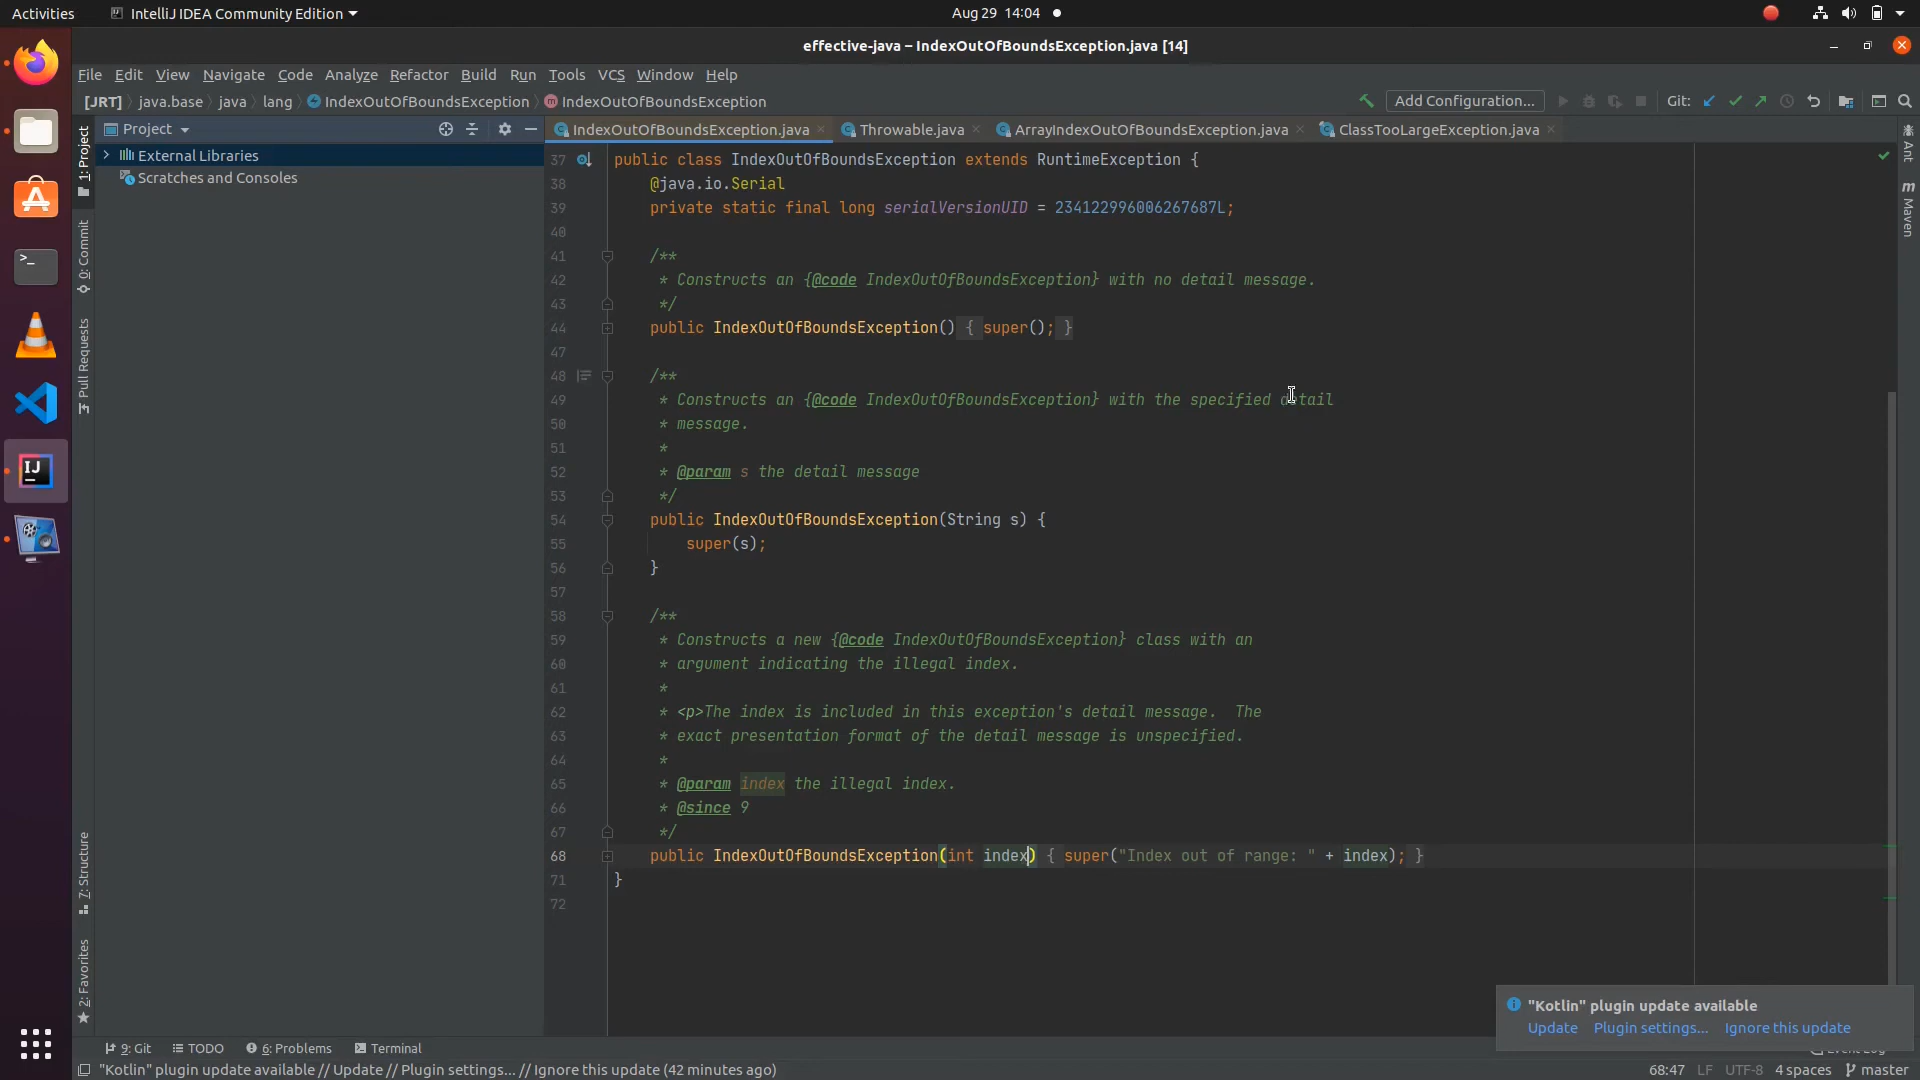 Activities IntelliJ IDEA Community Edition Aug 29 14:04
effective-java – IndexOutOfBoundsException.java [14]
File Edit View Navigate Code Analyze Refactor Build Run Tools VCS Window Help
[JRT] java.base java lang IndexOutOfBoundsException IndexOutOfBoundsException Add Configuration... Git:
Project IndexOutOfBoundsException.java Throwable.java ArrayIndexOutOfBoundsException.java ClassTooLargeException.java
External Libraries
Scratches and Consoles
1: Project
0: Commit
Pull Requests
7: Structure
2: Favorites
37 public class IndexOutOfBoundsException extends RuntimeException {
38 @java.io.Serial
39 private static final long serialVersionUID = 234122996006267687L;
40
41 /**
42 * Constructs an {@code IndexOutOfBoundsException} with no detail message.
43 */
44 public IndexOutOfBoundsException() { super(); }
47
48 /**
49 * Constructs an {@code IndexOutOfBoundsException} with the specified detail
50 * message.
51 *
52 * @param s the detail message
53 */
54 public IndexOutOfBoundsException(String s) {
55 super(s);
56 }
57
58 /**
59 * Constructs a new {@code IndexOutOfBoundsException} class with an
60 * argument indicating the illegal index.
61 *
62 * <p>The index is included in this exception's detail message.  The
63 * exact presentation format of the detail message is unspecified.
64 *
65 * @param index the illegal index.
66 * @since 9
67 */
68 public IndexOutOfBoundsException(int index) { super("Index out of range: " + index); }
71 }
72
Ant
Maven
"Kotlin" plugin update available
Update Plugin settings... Ignore this update
9: Git TODO 6: Problems Terminal
"Kotlin" plugin update available // Update // Plugin settings... // Ignore this update (42 minutes ago) 68:47 LF UTF-8 4 spaces master